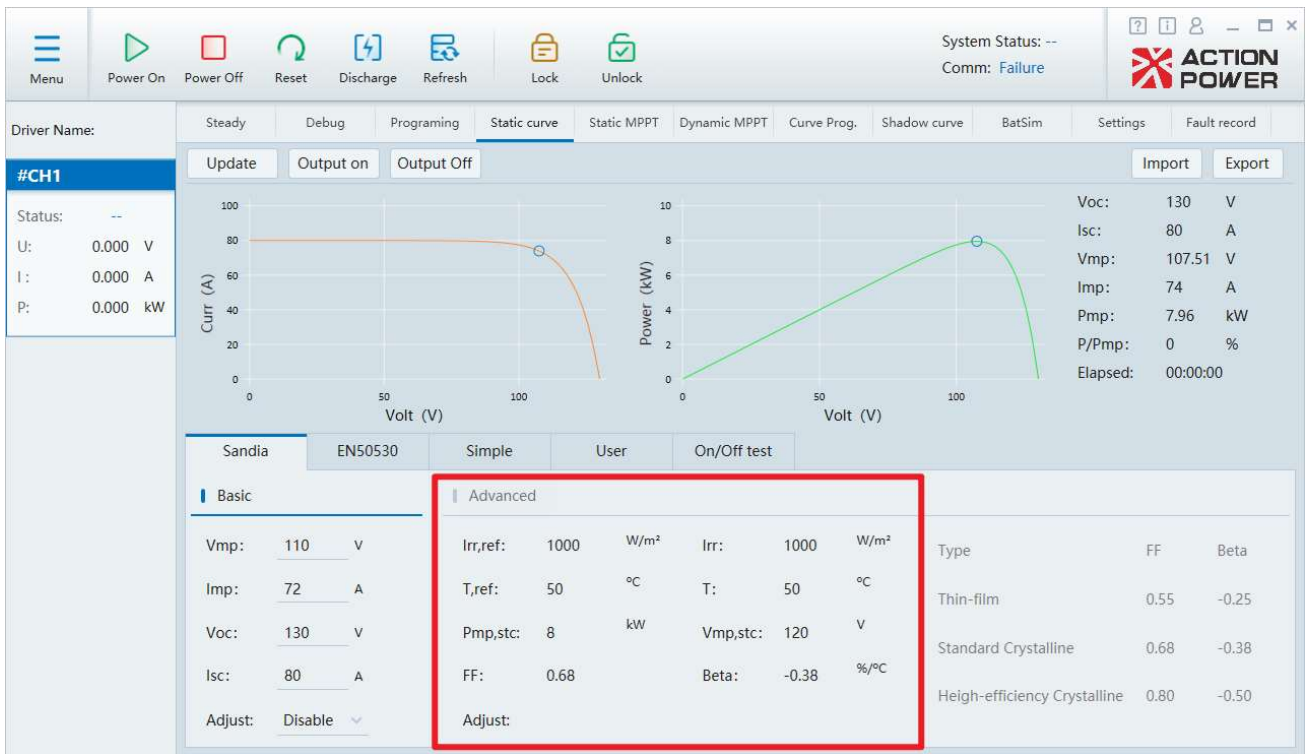 Menu Power On Power Off Reset Discharge Refresh Lock Unlock
System Status: --
Comm: Failure
ACTION
POWER
Driver Name:
Steady Debug Programing Static curve Static MPPT Dynamic MPPT Curve Prog. Shadow curve BatSim Settings Fault record
#CH1
Status: --
U: 0.000 V
I: 0.000 A
P: 0.000 kW
Update Output on Output Off Import Export
Curr (A)
100
80
60
40
20
0
0 50 100
Volt (V)
Power (kW)
10
8
6
4
2
0
0 50 100
Volt (V)
Voc: 130 V
Isc: 80 A
Vmp: 107.51 V
Imp: 74 A
Pmp: 7.96 kW
P/Pmp: 0 %
Elapsed: 00:00:00
Sandia EN50530 Simple User On/Off test
Basic
Vmp: 110 V
Imp: 72 A
Voc: 130 V
Isc: 80 A
Adjust: Disable
Advanced
Irr,ref: 1000 W/m² Irr: 1000 W/m²
T,ref: 50 °C T: 50 °C
Pmp,stc: 8 kW Vmp,stc: 120 V
FF: 0.68 Beta: -0.38 %/°C
Adjust:
Type FF Beta
Thin-film 0.55 -0.25
Standard Crystalline 0.68 -0.38
Heigh-efficiency Crystalline 0.80 -0.50